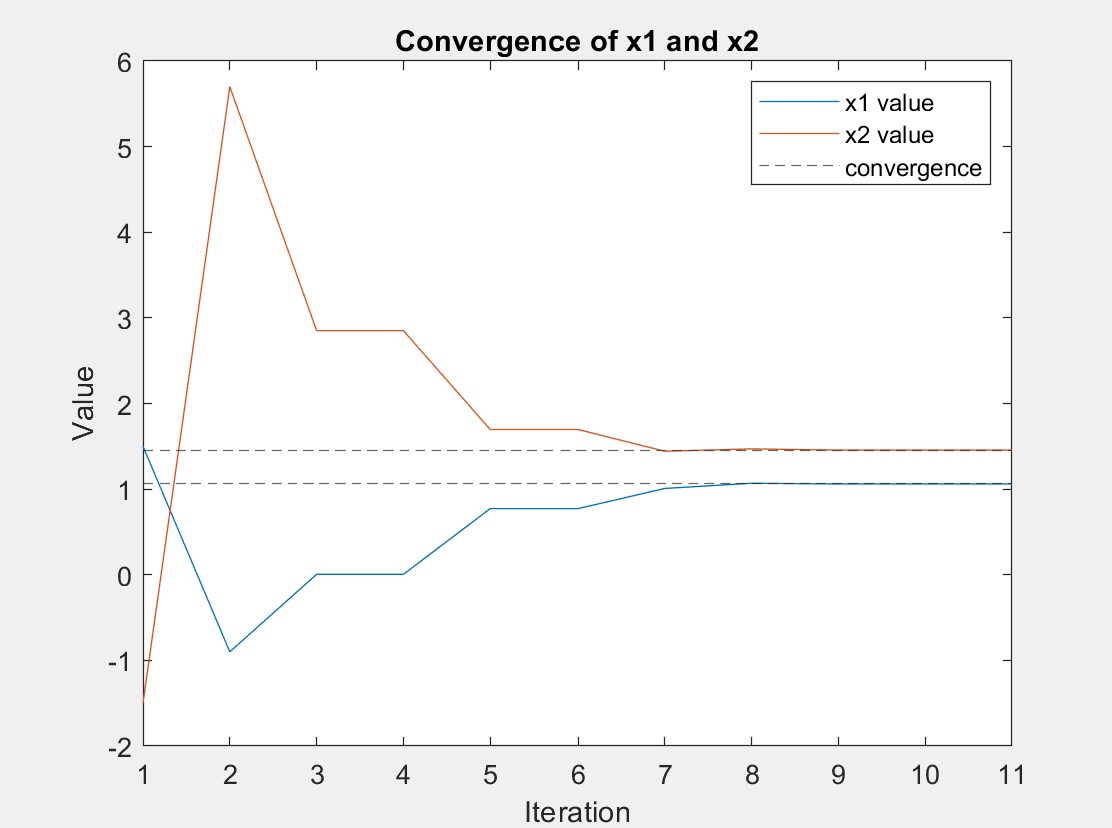 Convergence of x1 and x2
6
5
4
3
2
1
0
-1
-2
Value
x1 value
x2 value
convergence
1 2 3 4 5 6 7 8 9 10 11
Iteration